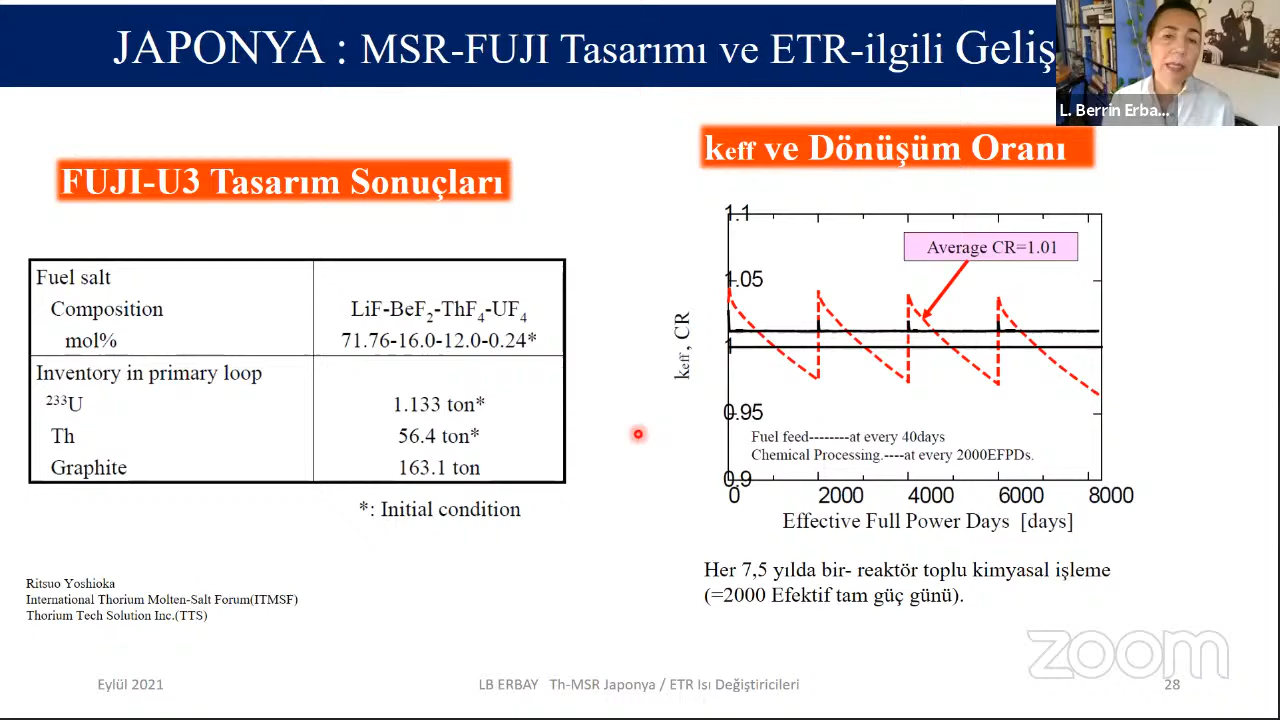 JAPONYA : MSR-FUJI Tasarımı ve ETR-ilgili Geliş
L. Berrin Erba...
keff ve Dönüşüm Oranı
FUJI-U3 Tasarım Sonuçları
Fuel salt
Composition LiF-BeF₂-ThF₄-UF₄
mol% 71.76-16.0-12.0-0.24*
Inventory in primary loop
²³³U 1.133 ton*
Th 56.4 ton*
Graphite 163.1 ton
*: Initial condition
Ritsuo Yoshioka
International Thorium Molten-Salt Forum(ITMSF)
Thorium Tech Solution Inc.(TTS)
1.1
Average CR=1.01
1.05
keff, CR
1
0.95
Fuel feed--------at every 40days
Chemical Processing.----at every 2000EFPDs.
0.9
0 2000 4000 6000 8000
Effective Full Power Days [days]
Her 7,5 yılda bir- reaktör toplu kimyasal işleme
(=2000 Efektif tam güç günü).
zoom
Eylül 2021 LB ERBAY Th-MSR Japonya / ETR Isı Değiştiricileri 28